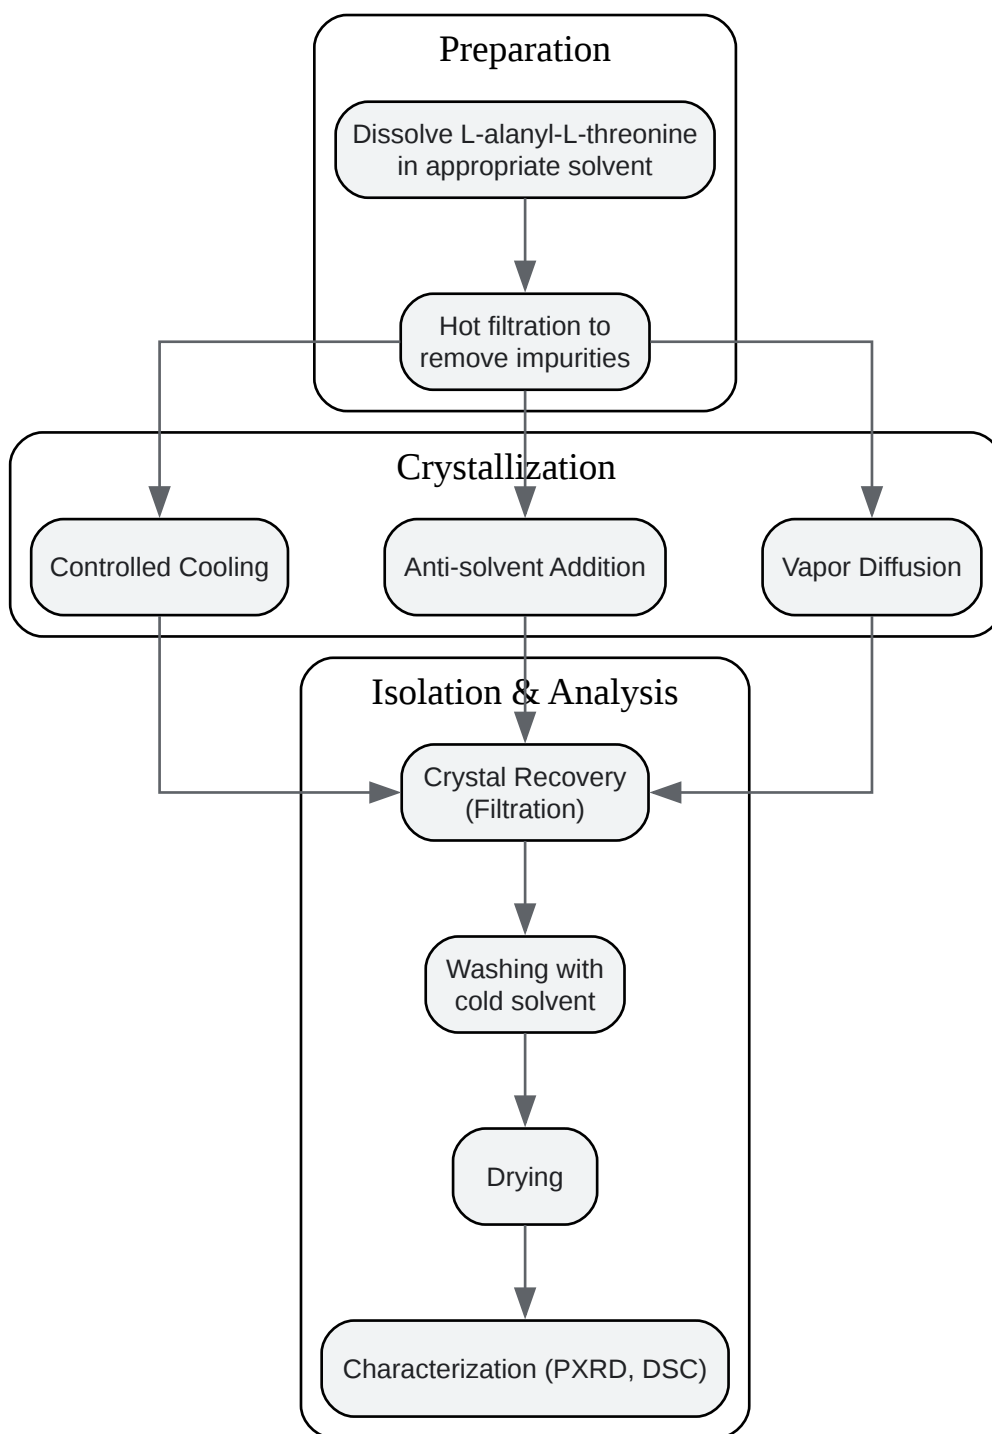 Preparation
Dissolve L-alanyl-L-threonine
in appropriate solvent
Hot filtration to
remove impurities
Crystallization
Controlled Cooling
Anti-solvent Addition
Vapor Diffusion
Isolation & Analysis
Crystal Recovery
(Filtration)
Washing with
cold solvent
Drying
Characterization (PXRD, DSC)